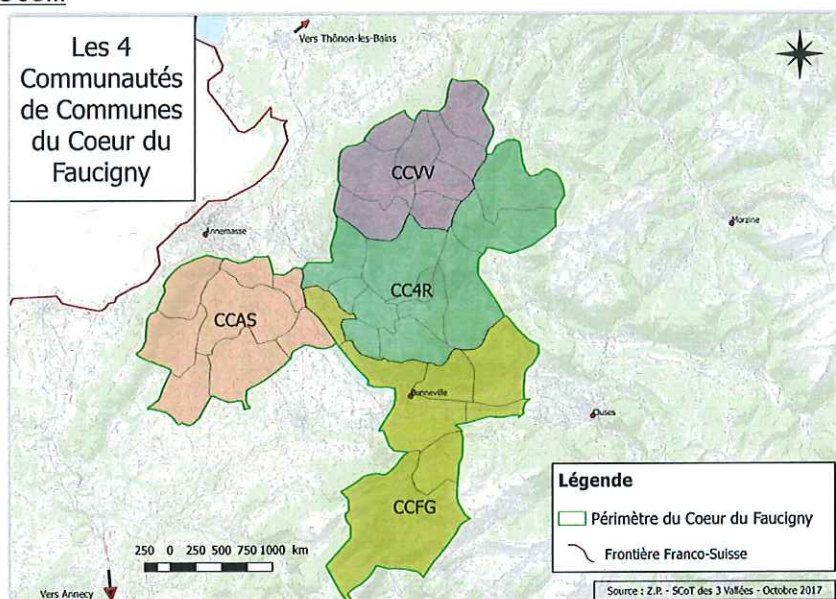 Les 4
Communautés
de Communes
du Coeur du
Faucigny
Vers Thônon-les-Bains
CCVV
Annemasse
Morzine
CC4R
CCAS
Bonneville
Cluses
CCFG
Légende
Périmètre du Coeur du Faucigny
Frontière Franco-Suisse
250 0 250 500 750 1000 km
Vers Annecy
Source : Z.P. - SCoT des 3 Vallées - Octobre 2017